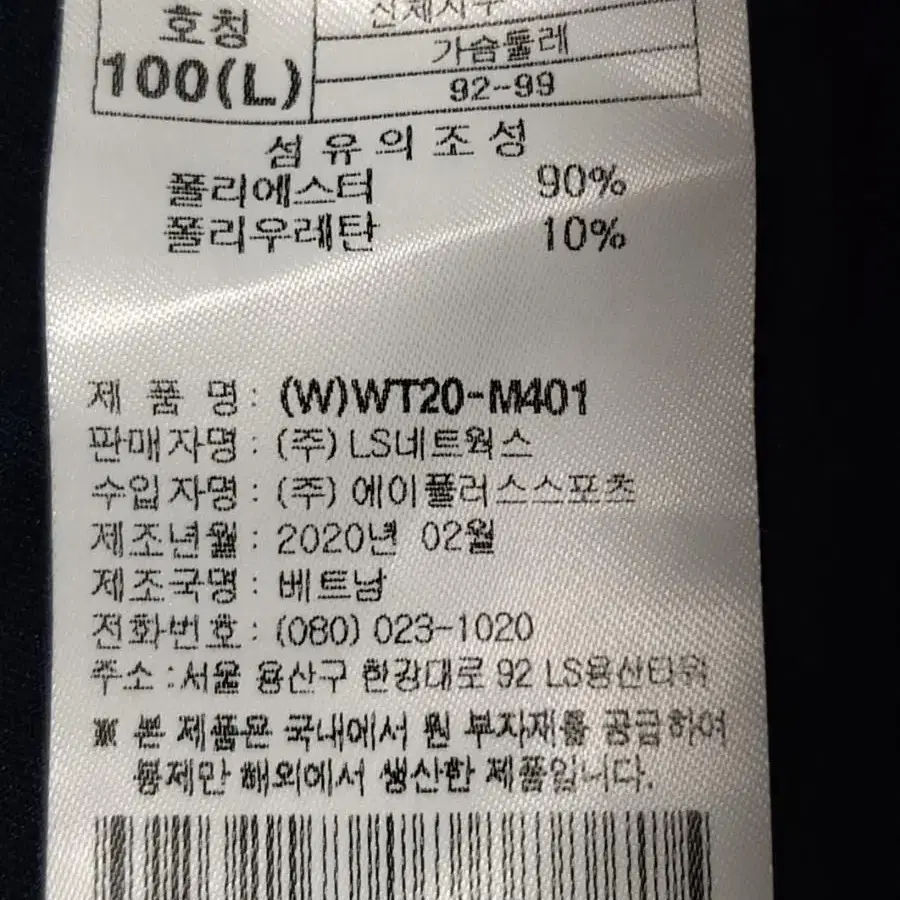 호칭
100(L)
신체치수
가슴둘레
92-99
섬유의조성
폴리에스터 90%
폴리우레탄 10%
제 품 명 : (W)WT20-M401
판매자명 : (주) LS네트웍스
수입자명 : (주) 에이플러스스포츠
제조년월 : 2020년 02월
제조국명 : 베트남
전화번호 : (080) 023-1020
주소 : 서울 용산구 한강대로 92 LS용산타워
※ 본 제품은 국내에서 원 부자재를 공급하여
봉제만 해외에서 생산한 제품입니다.